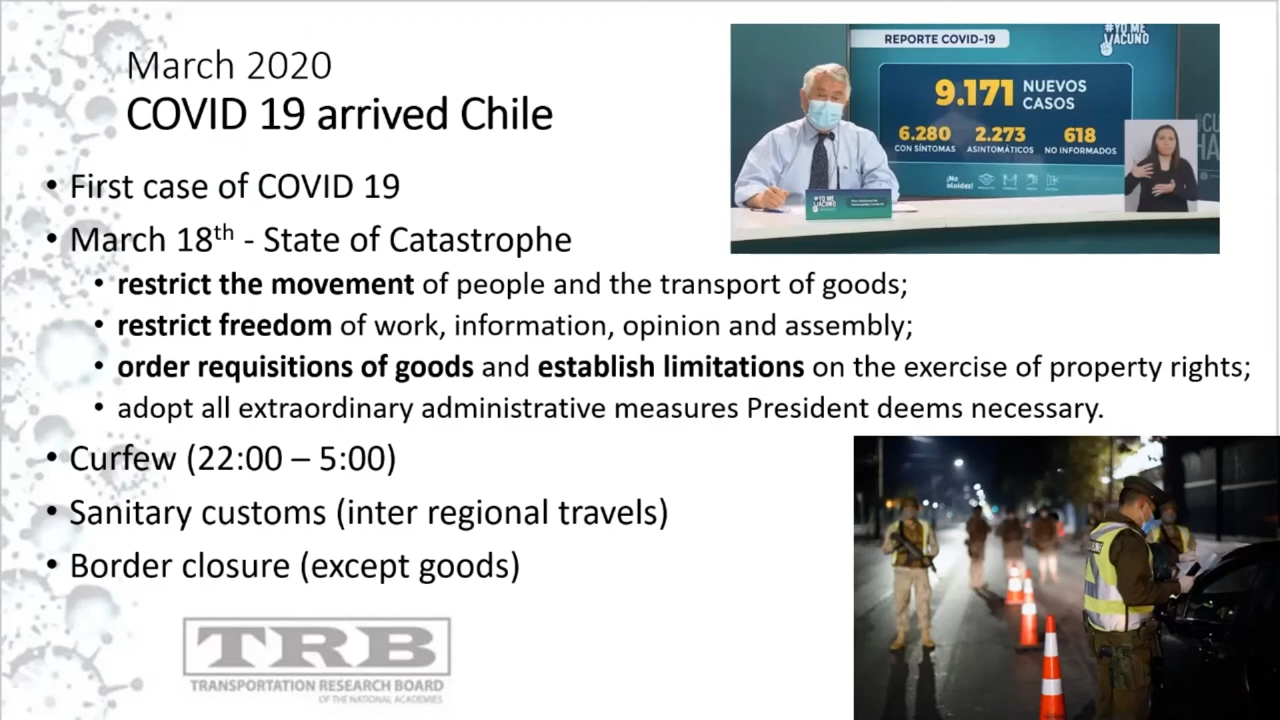 March 2020
COVID 19 arrived Chile
REPORTE COVID-19
#YO ME
VACUNO
9.171 NUEVOS
CASOS
6.280 2.273 618
CON SÍNTOMAS ASINTOMÁTICOS NO INFORMADOS
¡No
olvides!
#YO ME
VACUNO
• First case of COVID 19
• March 18th - State of Catastrophe
• restrict the movement of people and the transport of goods;
• restrict freedom of work, information, opinion and assembly;
• order requisitions of goods and establish limitations on the exercise of property rights;
• adopt all extraordinary administrative measures President deems necessary.
• Curfew (22:00 – 5:00)
• Sanitary customs (inter regional travels)
• Border closure (except goods)
TRB
TRANSPORTATION RESEARCH BOARD
OF THE NATIONAL ACADEMIES